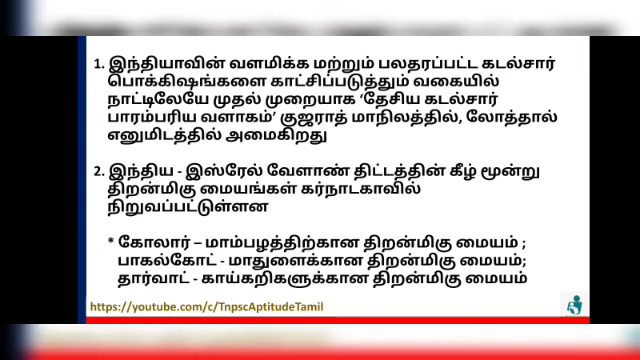 1. இந்தியாவின் வளமிக்க மற்றும் பலதரப்பட்ட கடல்சார்
பொக்கிஷங்களை காட்சிப்படுத்தும் வகையில்
நாட்டிலேயே முதல் முறையாக ‘தேசிய கடல்சார்
பாரம்பரிய வளாகம்’ குஜராத் மாநிலத்தில், லோத்தால்
எனுமிடத்தில் அமைகிறது
2. இந்திய - இஸ்ரேல் வேளாண் திட்டத்தின் கீழ் மூன்று
திறன்மிகு மையங்கள் கர்நாடகாவில்
நிறுவப்பட்டுள்ளன
* கோலார் – மாம்பழத்திற்கான திறன்மிகு மையம் ;
பாகல்கோட் - மாதுளைக்கான திறன்மிகு மையம்;
தார்வாட் - காய்கறிகளுக்கான திறன்மிகு மையம்
https://youtube.com/c/TnpscAptitudeTamil